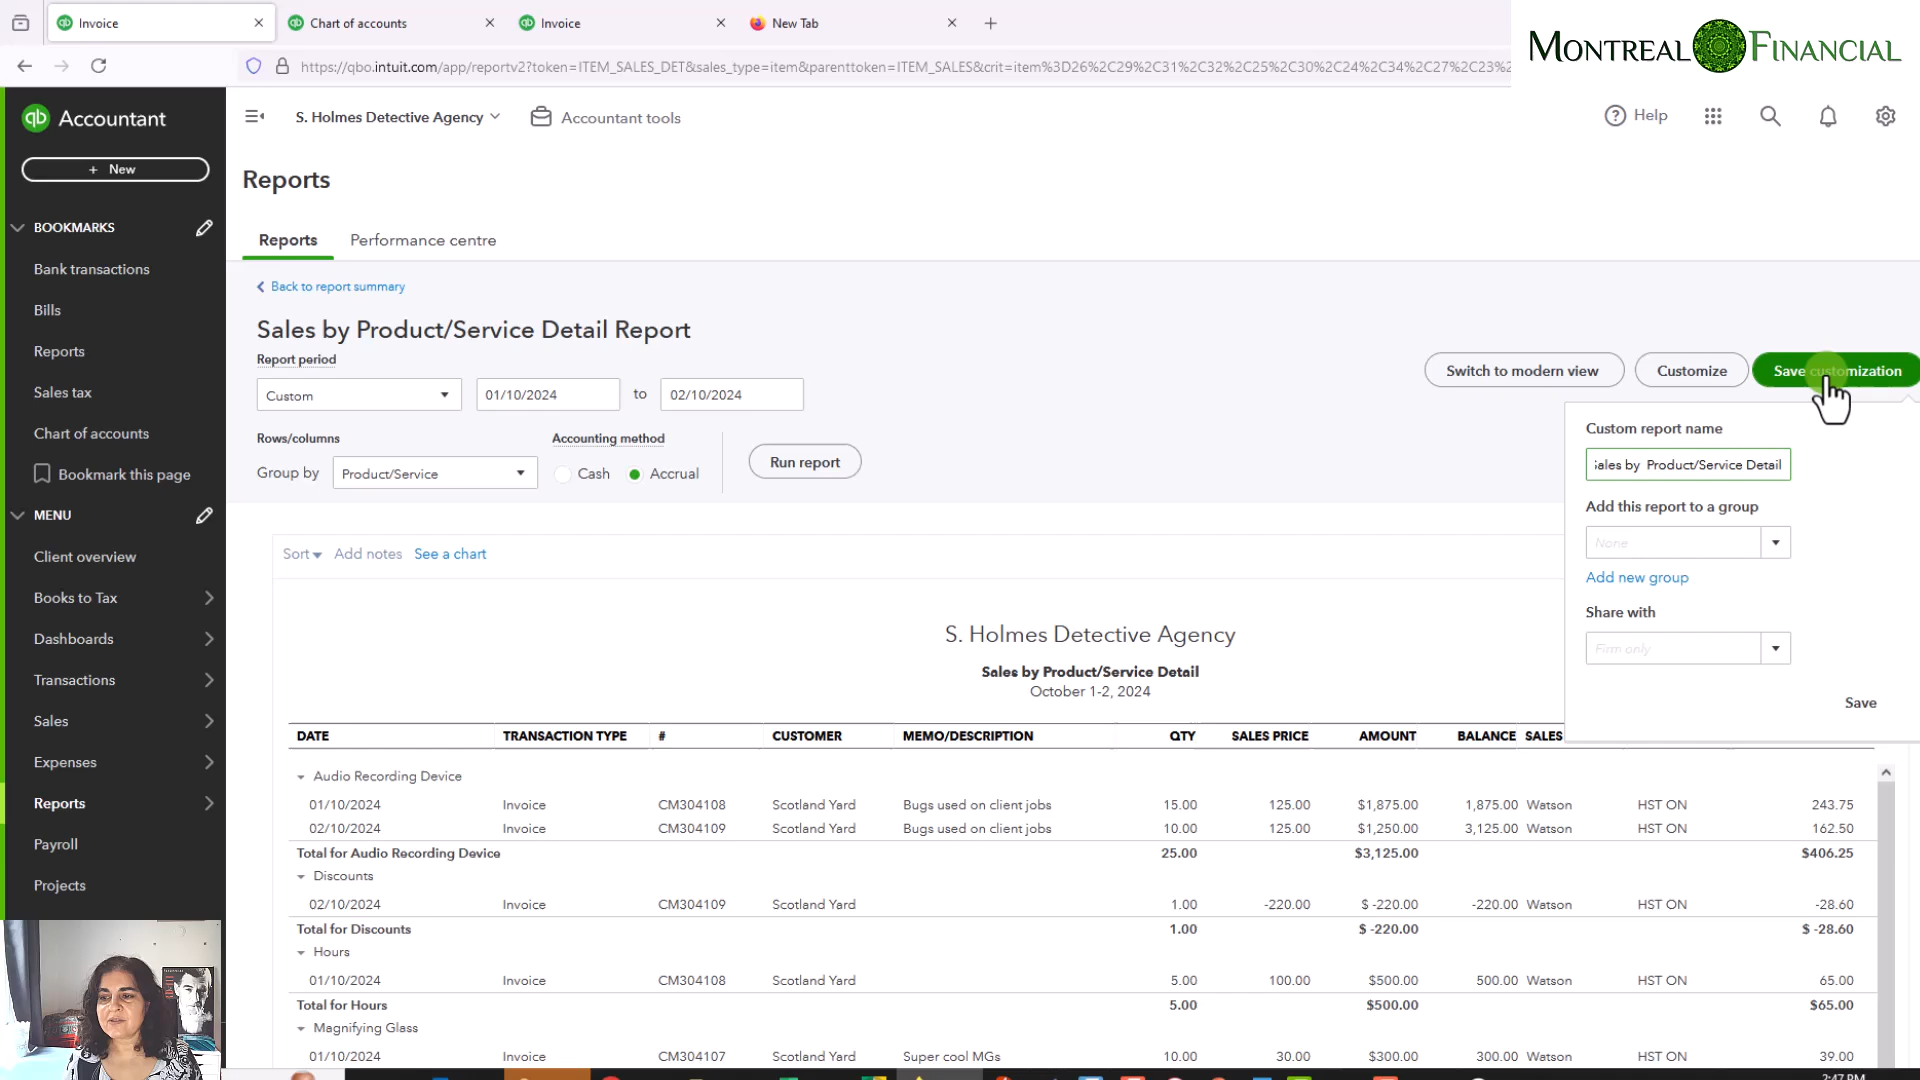 Invoice
Chart of accounts
Invoice
New Tab
MONTREAL FINANCIAL
https://qbo.intuit.com/app/reportv2?token=ITEM_SALES_DET&sales_type=item&parenttoken=ITEM_SALES&crit=item%3D26%2C29%2C31%2C32%2C25%2C30%2C24%2C34%2C27%2C23%2
qb Accountant
S. Holmes Detective Agency
Accountant tools
Help
+ New
Reports
BOOKMARKS
Bank transactions
Bills
Reports
Sales tax
Chart of accounts
Bookmark this page
MENU
Client overview
Books to Tax
Dashboards
Transactions
Sales
Expenses
Reports
Payroll
Projects
Reports Performance centre
Back to report summary
Sales by Product/Service Detail Report
Report period
Custom 01/10/2024 to 02/10/2024
Switch to modern view Customize Save customization
Rows/columns Accounting method
Group by Product/Service Cash Accrual Run report
Custom report name
Sales by Product/Service Detail
Add this report to a group
None
Add new group
Share with
Firm only
Save
Sort Add notes See a chart
S. Holmes Detective Agency
Sales by Product/Service Detail
October 1-2, 2024
DATE TRANSACTION TYPE # CUSTOMER MEMO/DESCRIPTION QTY SALES PRICE AMOUNT BALANCE SALES
Audio Recording Device
01/10/2024 Invoice CM304108 Scotland Yard Bugs used on client jobs 15.00 125.00 $1,875.00 1,875.00 Watson HST ON 243.75
02/10/2024 Invoice CM304109 Scotland Yard Bugs used on client jobs 10.00 125.00 $1,250.00 3,125.00 Watson HST ON 162.50
Total for Audio Recording Device 25.00 $3,125.00 $406.25
Discounts
02/10/2024 Invoice CM304109 Scotland Yard 1.00 -220.00 $ -220.00 -220.00 Watson HST ON -28.60
Total for Discounts 1.00 $ -220.00 $ -28.60
Hours
01/10/2024 Invoice CM304108 Scotland Yard 5.00 100.00 $500.00 500.00 Watson HST ON 65.00
Total for Hours 5.00 $500.00 $65.00
Magnifying Glass
01/10/2024 Invoice CM304107 Scotland Yard Super cool MGs 10.00 30.00 $300.00 300.00 Watson HST ON 39.00
2:47 PM